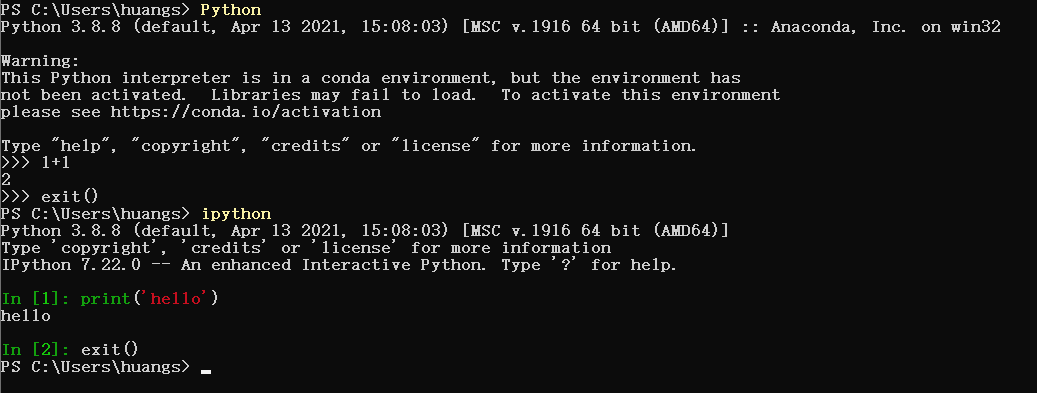 PS C:\Users\huangs> Python
Python 3.8.8 (default, Apr 13 2021, 15:08:03) [MSC v.1916 64 bit (AMD64)] :: Anaconda, Inc. on win32
Warning:
This Python interpreter is in a conda environment, but the environment has
not been activated.  Libraries may fail to load.  To activate this environment
please see https://conda.io/activation
Type "help", "copyright", "credits" or "license" for more information.
>>> 1+1
2
>>> exit()
PS C:\Users\huangs> ipython
Python 3.8.8 (default, Apr 13 2021, 15:08:03) [MSC v.1916 64 bit (AMD64)]
Type 'copyright', 'credits' or 'license' for more information
IPython 7.22.0 -- An enhanced Interactive Python. Type '?' for help.
In [1]: print('hello')
hello
In [2]: exit()
PS C:\Users\huangs>